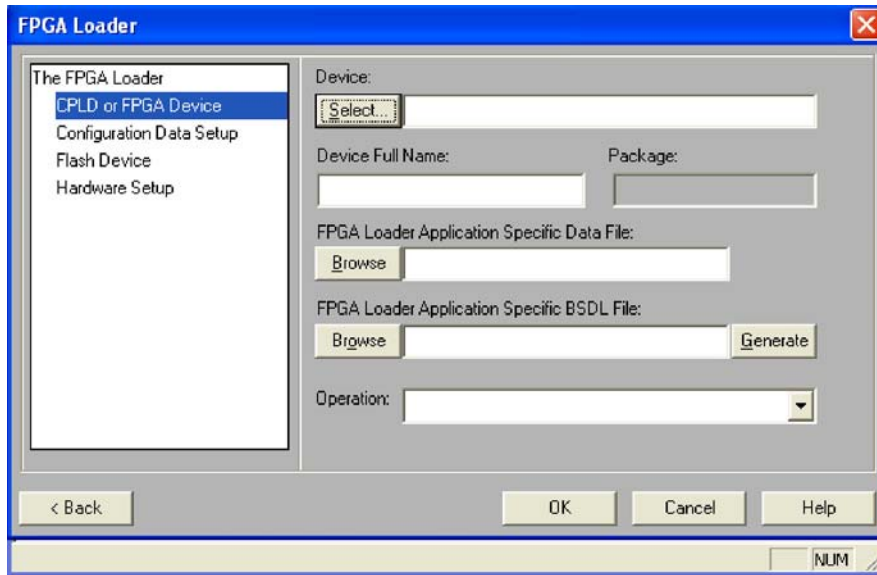 FPGA Loader
The FPGA Loader
CPLD or FPGA Device
Configuration Data Setup
Flash Device
Hardware Setup
Device:
Select...
Device Full Name:
Package:
FPGA Loader Application Specific Data File:
Browse
FPGA Loader Application Specific BSDL File:
Browse
Generate
Operation:
< Back
OK
Cancel
Help
NUM